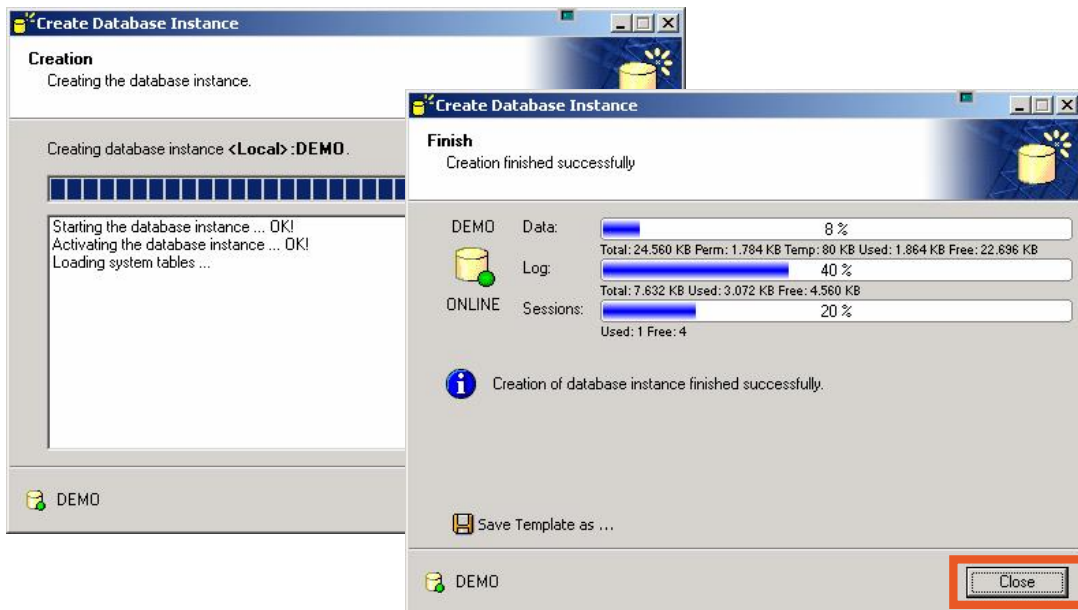 Create Database Instance
Creation
Creating the database instance.
Creating database instance <Local>:DEMO.
Starting the database instance ... OK!
Activating the database instance ... OK!
Loading system tables ...
DEMO
Create Database Instance
Finish
Creation finished successfully
DEMO
ONLINE
Data:
8 %
Total: 24.560 KB Perm: 1.784 KB Temp: 80 KB Used: 1.864 KB Free: 22.696 KB
Log:
40 %
Total: 7.632 KB Used: 3.072 KB Free: 4.560 KB
Sessions:
20 %
Used: 1 Free: 4
Creation of database instance finished successfully.
Save Template as ...
DEMO
Close